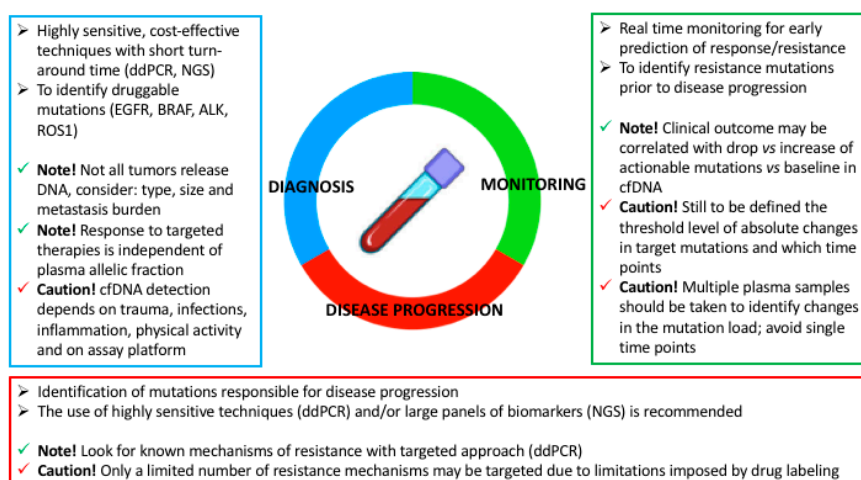 ➢ Highly sensitive, cost-effective
techniques with short turn-
around time (ddPCR, NGS)
➢ To identify druggable
mutations (EGFR, BRAF, ALK,
ROS1)
✓ Note! Not all tumors release
DNA, consider: type, size and
metastasis burden
✓ Note! Response to targeted
therapies is independent of
plasma allelic fraction
✓ Caution! cfDNA detection
depends on trauma, infections,
inflammation, physical activity
and on assay platform
DIAGNOSIS
MONITORING
DISEASE PROGRESSION
➢ Real time monitoring for early
prediction of response/resistance
➢ To identify resistance mutations
prior to disease progression
✓ Note! Clinical outcome may be
correlated with drop vs increase of
actionable mutations vs baseline in
cfDNA
✓ Caution! Still to be defined the
threshold level of absolute changes
in target mutations and which time
points
✓ Caution! Multiple plasma samples
should be taken to identify changes
in the mutation load; avoid single
time points
➢ Identification of mutations responsible for disease progression
➢ The use of highly sensitive techniques (ddPCR) and/or large panels of biomarkers (NGS) is recommended
✓ Note! Look for known mechanisms of resistance with targeted approach (ddPCR)
✓ Caution! Only a limited number of resistance mechanisms may be targeted due to limitations imposed by drug labeling